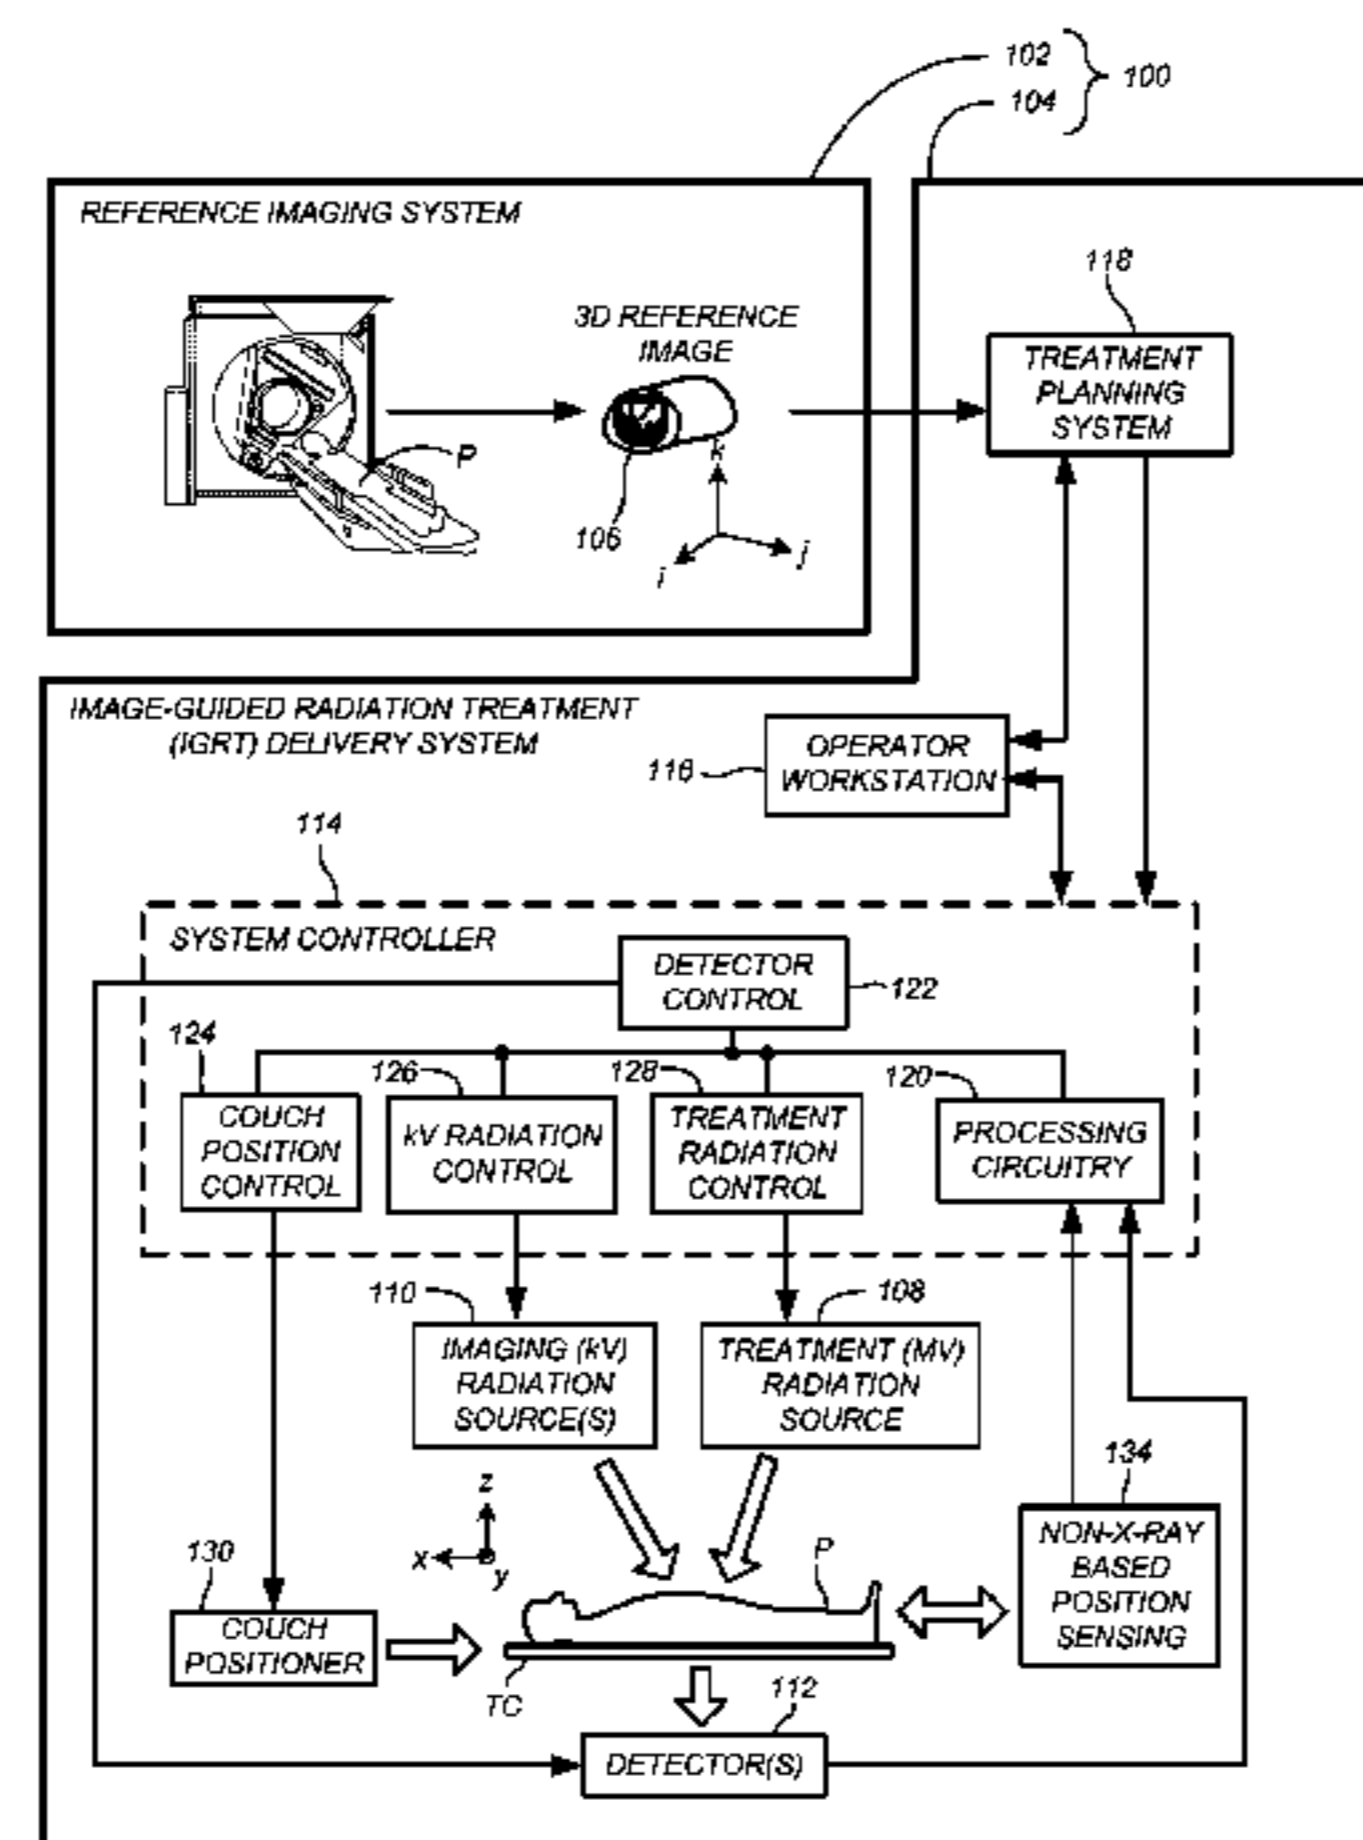 102
104
100
REFERENCE IMAGING SYSTEM
3D REFERENCE
IMAGE
P
106
k
j
i
118
TREATMENT
PLANNING
SYSTEM
IMAGE-GUIDED RADIATION TREATMENT
(IGRT) DELIVERY SYSTEM
116
OPERATOR
WORKSTATION
114
SYSTEM CONTROLLER
DETECTOR
CONTROL
122
124
COUCH
POSITION
CONTROL
126
kV RADIATION
CONTROL
128
TREATMENT
RADIATION
CONTROL
120
PROCESSING
CIRCUITRY
110
IMAGING (kV)
RADIATION
SOURCE(S)
108
TREATMENT (MV)
RADIATION
SOURCE
134
NON-X-RAY
BASED
POSITION
SENSING
z
x
y
P
130
COUCH
POSITIONER
TC
112
DETECTOR(S)